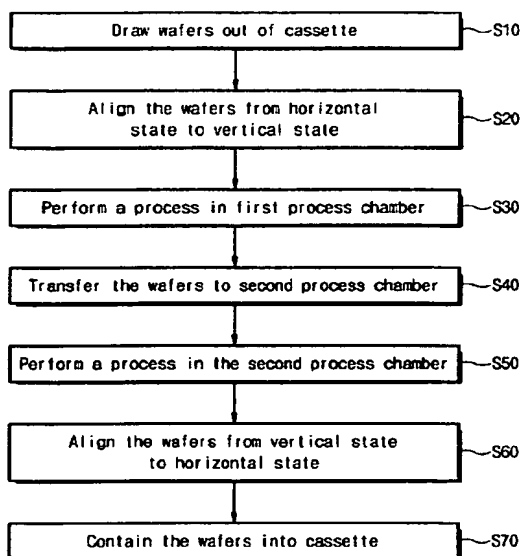 Draw wafers out of cassette
S10
Align the wafers from horizontal
state to vertical state
S20
Perform a process in first process chamber
S30
Transfer the wafers to second process chamber
S40
Perform a process in the second process chamber
S50
Align the wafers from vertical state
to horizontal state
S60
Contain the wafers into cassette
S70